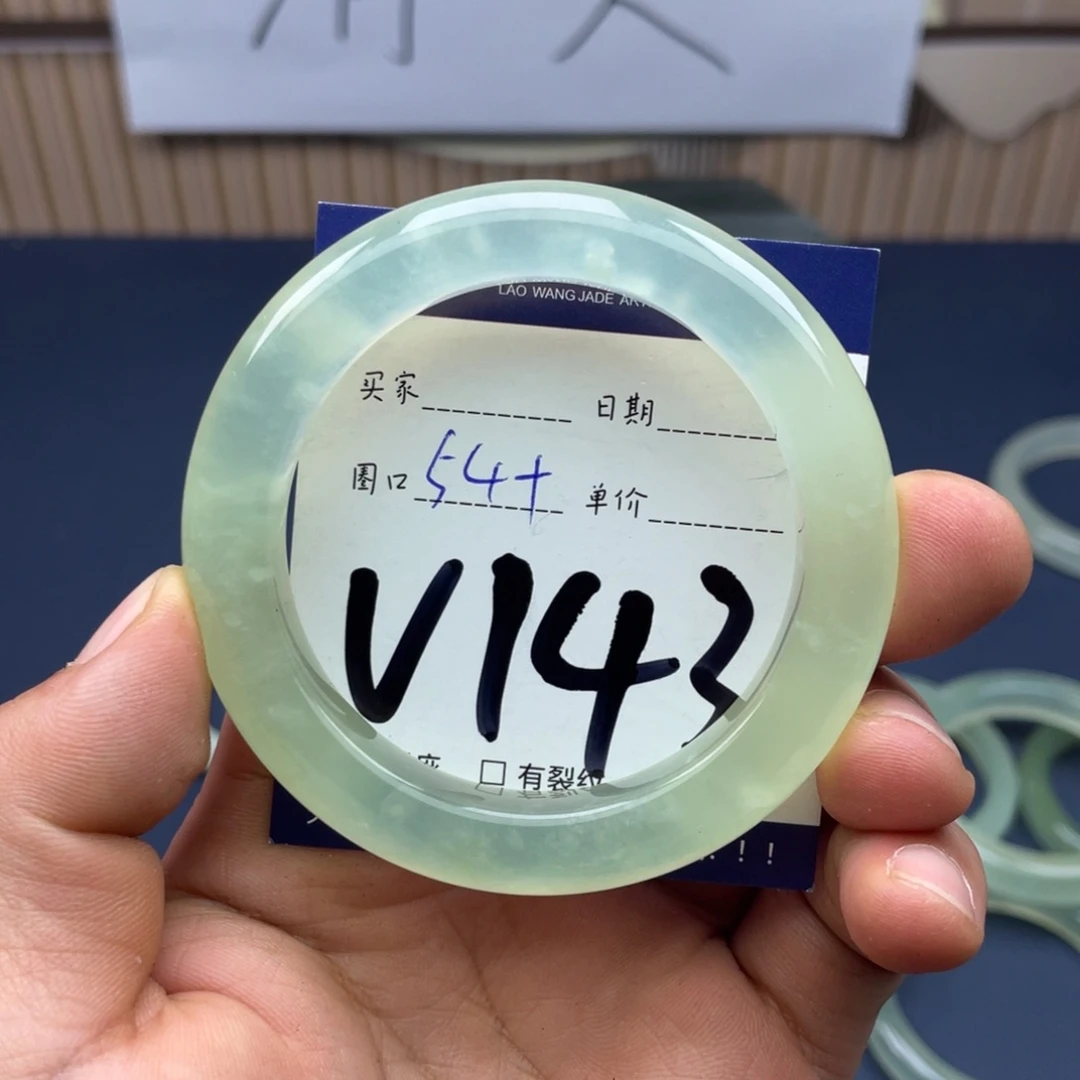 LAO WANG JADE
买家 日期
圈口 54+ 单价
V143
□ 有裂纹
！！